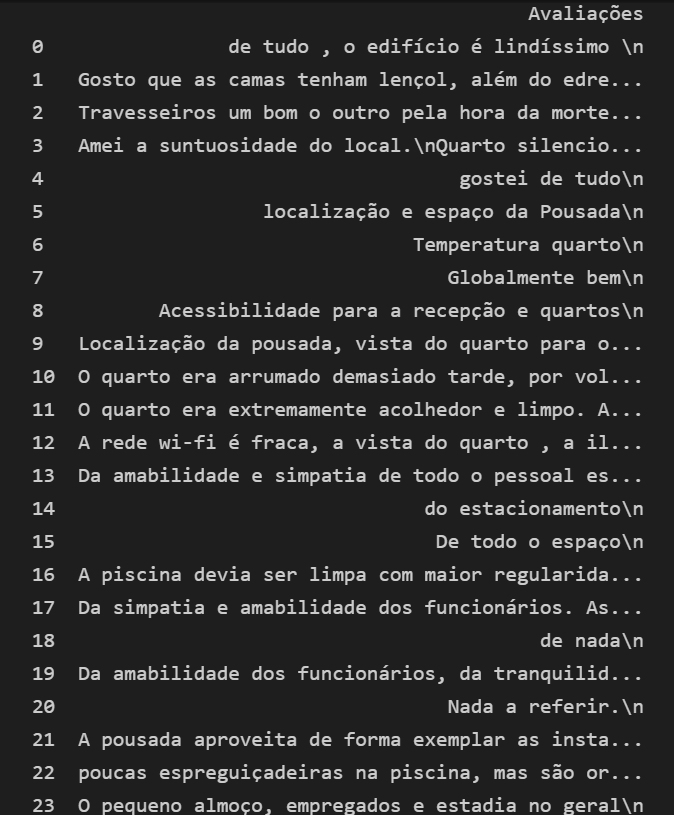 Avaliações
0 de tudo , o edifício é lindíssimo \n
1 Gosto que as camas tenham lençol, além do edre...
2 Travesseiros um bom o outro pela hora da morte...
3 Amei a suntuosidade do local.\nQuarto silencio...
4 gostei de tudo\n
5 localização e espaço da Pousada\n
6 Temperatura quarto\n
7 Globalmente bem\n
8 Acessibilidade para a recepção e quartos\n
9 Localização da pousada, vista do quarto para o...
10 O quarto era arrumado demasiado tarde, por vol...
11 O quarto era extremamente acolhedor e limpo. A...
12 A rede wi-fi é fraca, a vista do quarto , a il...
13 Da amabilidade e simpatia de todo o pessoal es...
14 do estacionamento\n
15 De todo o espaço\n
16 A piscina devia ser limpa com maior regularida...
17 Da simpatia e amabilidade dos funcionários. As...
18 de nada\n
19 Da amabilidade dos funcionários, da tranquilid...
20 Nada a referir.\n
21 A pousada aproveita de forma exemplar as insta...
22 poucas espreguiçadeiras na piscina, mas são or...
23 O pequeno almoço, empregados e estadia no geral\n